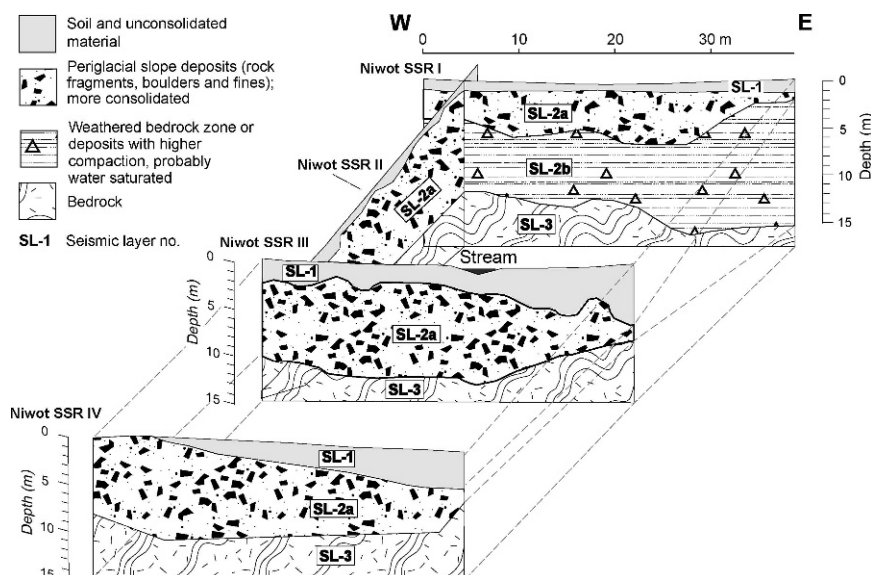 Soil and unconsolidated
material
Periglacial slope deposits (rock
fragments, boulders and fines);
more consolidated
Weathered bedrock zone or
deposits with higher
compaction, probably
water saturated
Bedrock
SL-1 Seismic layer no.
W
E
0 10 20 30 m
Niwot SSR I
SL-1
SL-2a
SL-2b
SL-3
0
5
10
15
Depth (m)
Niwot SSR II
SL-2a
Niwot SSR III
Stream
SL-1
SL-2a
SL-3
0
5
10
15
Depth (m)
Niwot SSR IV
SL-1
SL-2a
SL-3
0
5
10
15
Depth (m)